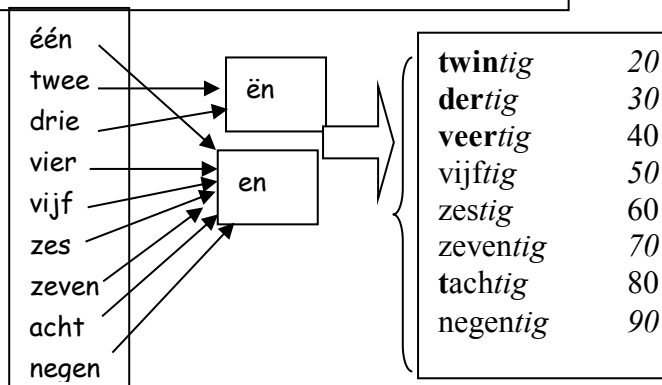 één
twee
drie
vier
vijf
zes
zeven
acht
negen
ën
en
twintig 20
dertig 30
veertig 40
vijftig 50
zestig 60
zeventig 70
tachtig 80
negentig 90